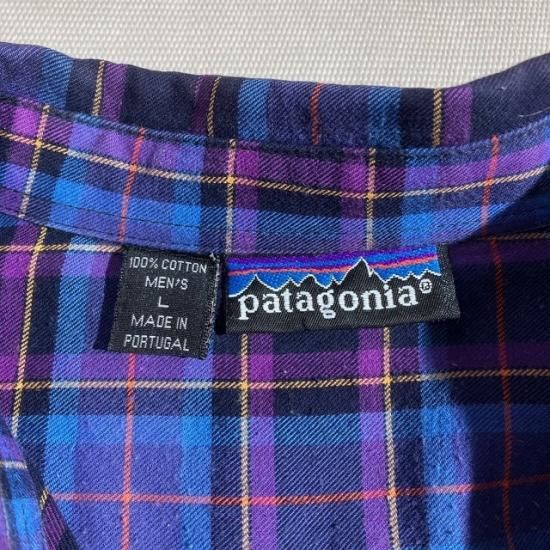 100% COTTON
MEN'S
L
MADE IN
PORTUGAL
patagonia®